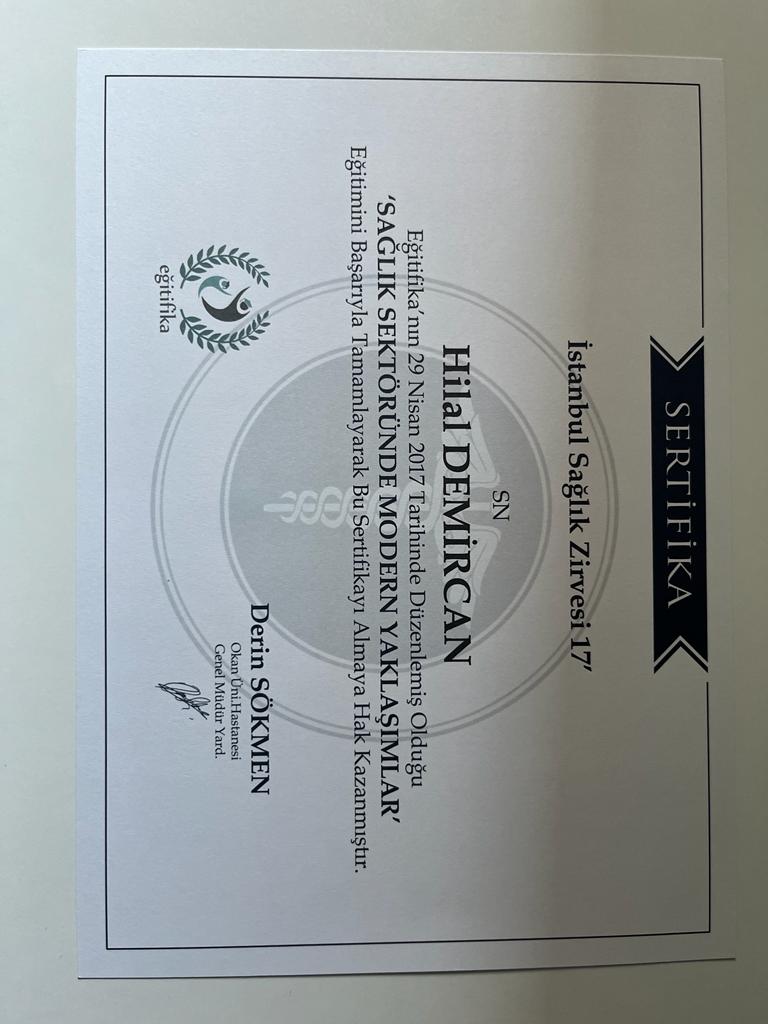 SERTİFİKA
İstanbul Sağlık Zirvesi 17'
SN
Hilal DEMİRCAN
Eğitifika'nın 29 Nisan 2017 Tarihinde Düzenlemiş Olduğu
'SAĞLIK SEKTÖRÜNDE MODERN YAKLAŞIMLAR'
Eğitimini Başarıyla Tamamlayarak Bu Sertifikayı Almaya Hak Kazanmıştır.
eğitifika
Derin SÖKMEN
Okan Üni.Hastanesi
Genel Müdür Yard.